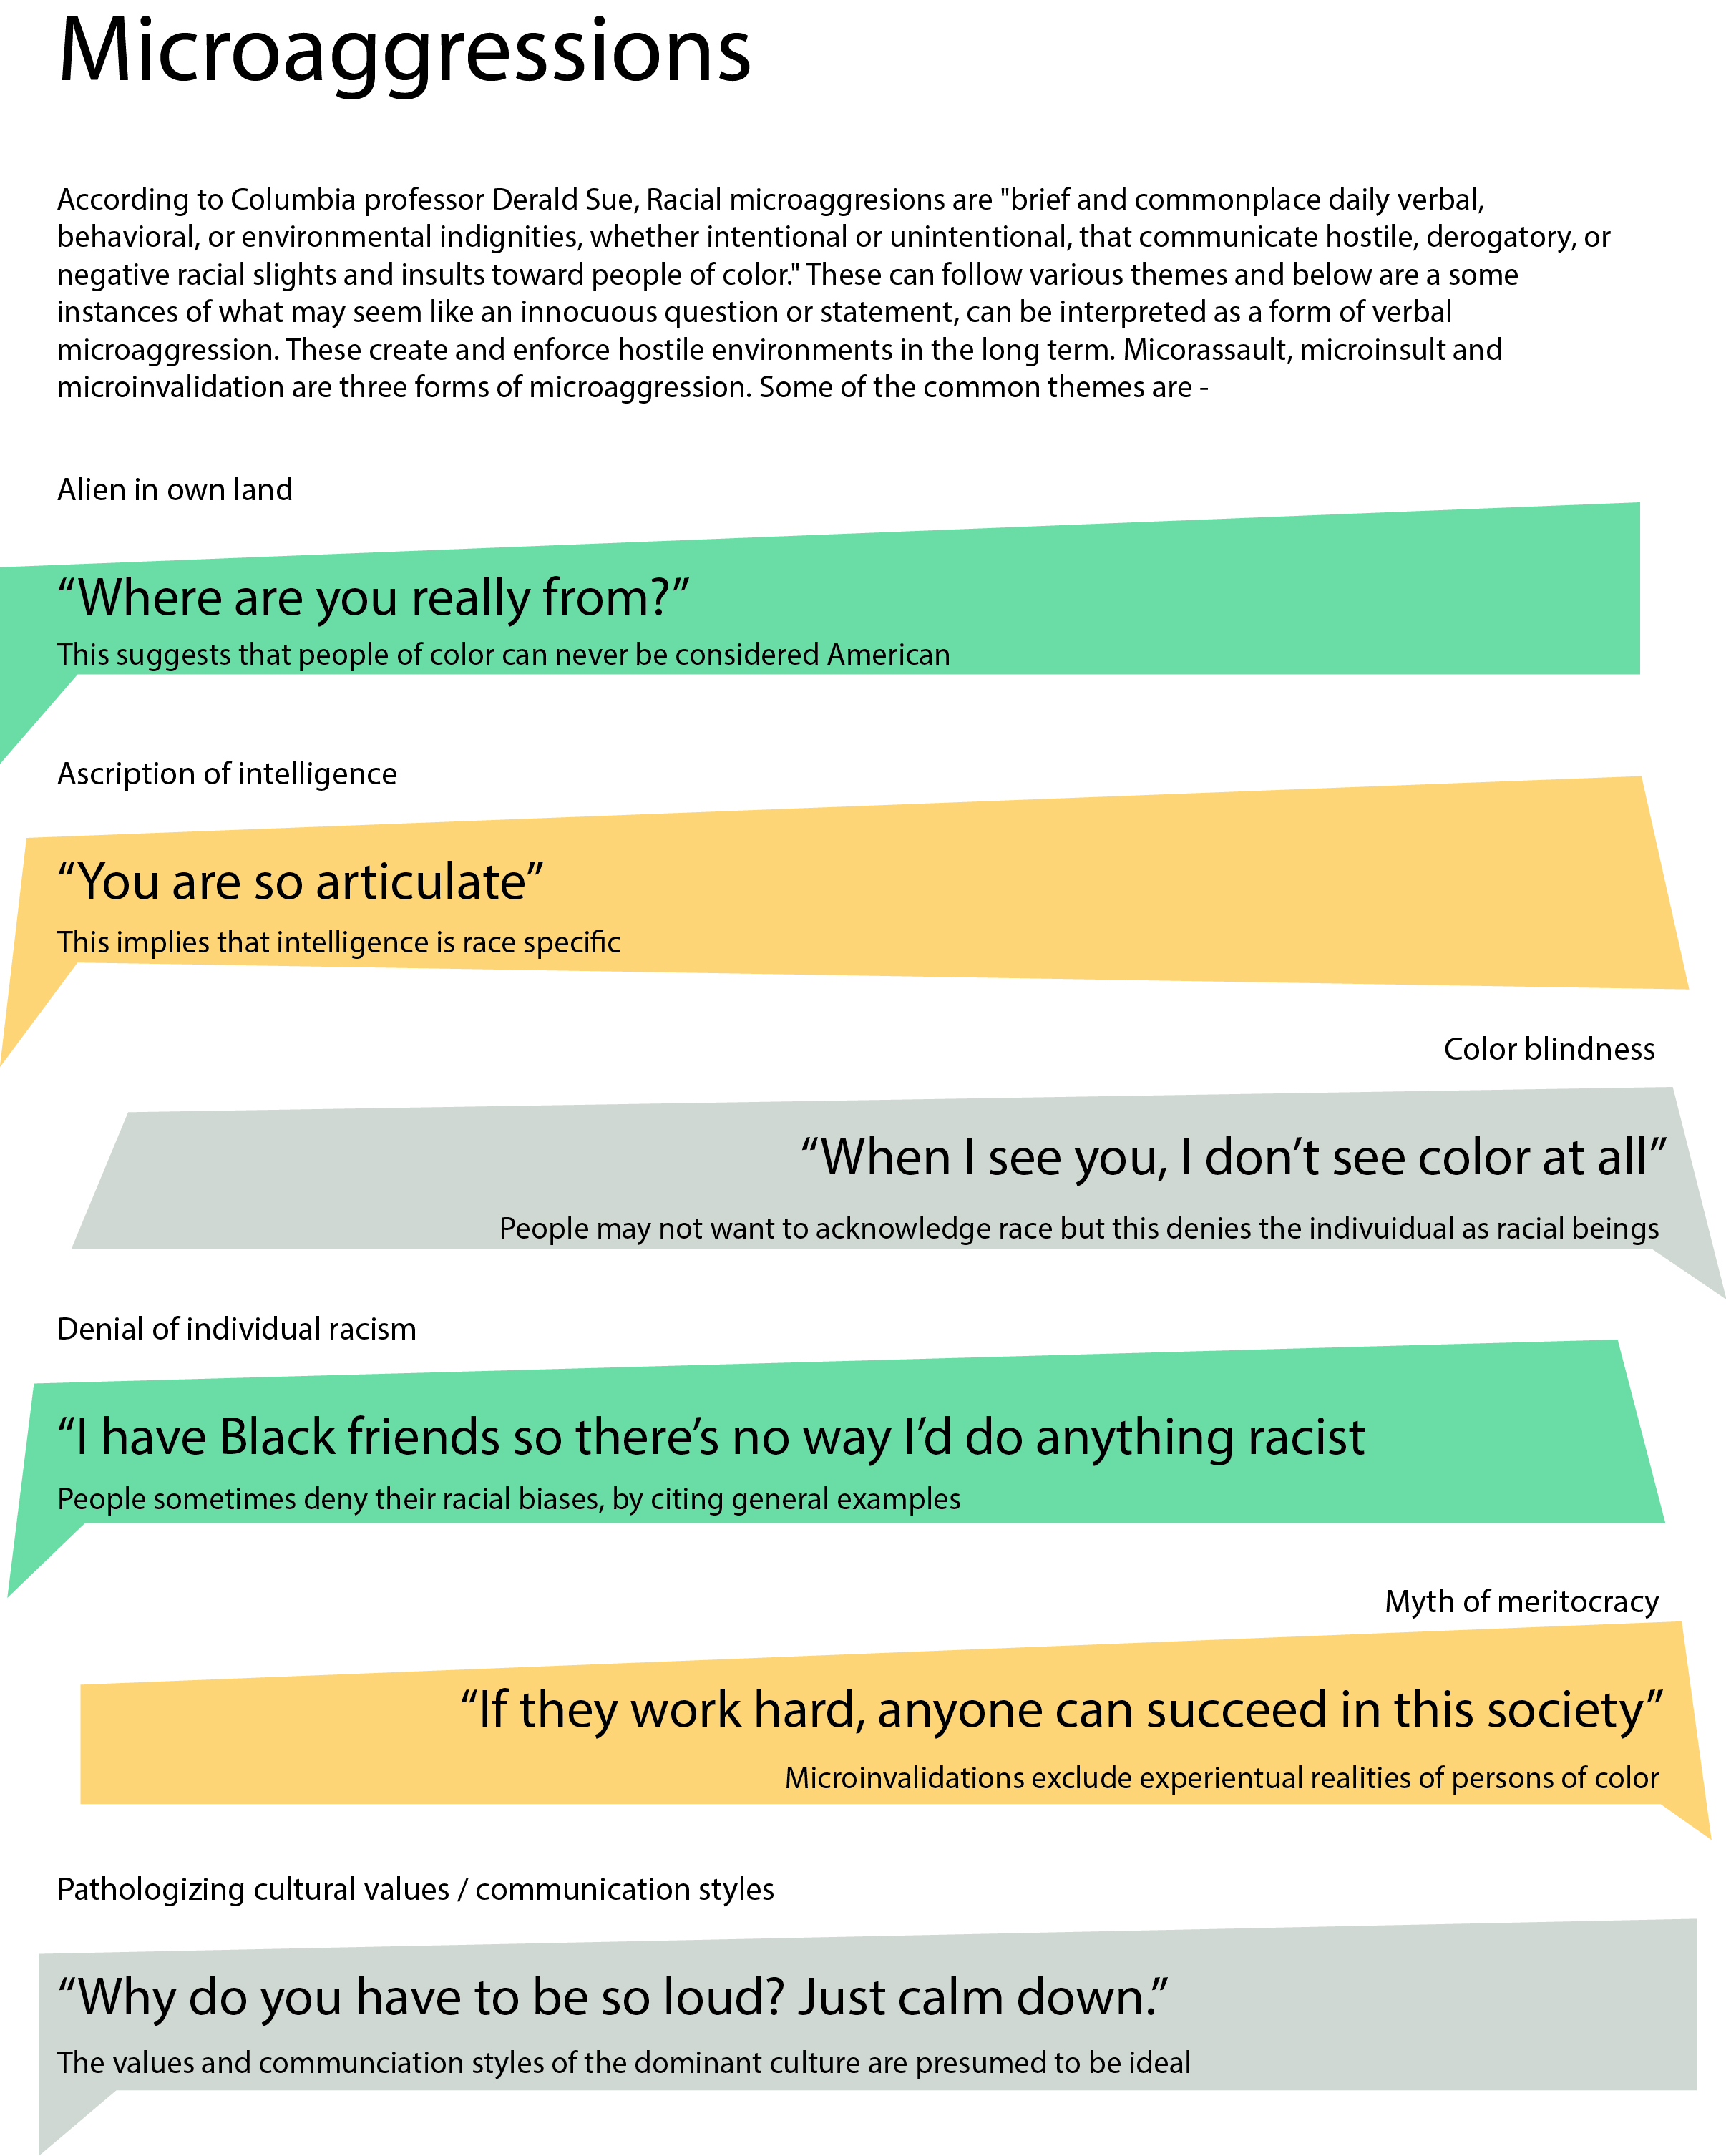 Microaggressions
According to Columbia professor Derald Sue, Racial microaggresions are "brief and commonplace daily verbal,
behavioral, or environmental indignities, whether intentional or unintentional, that communicate hostile, derogatory, or
negative racial slights and insults toward people of color." These can follow various themes and below are a some
instances of what may seem like an innocuous question or statement, can be interpreted as a form of verbal
microaggression. These create and enforce hostile environments in the long term. Micorassault, microinsult and
microinvalidation are three forms of microaggression. Some of the common themes are -
Alien in own land
“Where are you really from?”
This suggests that people of color can never be considered American
Ascription of intelligence
“You are so articulate”
This implies that intelligence is race specific
Color blindness
“When I see you, I don’t see color at all”
People may not want to acknowledge race but this denies the indivuidual as racial beings
Denial of individual racism
“I have Black friends so there’s no way I’d do anything racist
People sometimes deny their racial biases, by citing general examples
Myth of meritocracy
“If they work hard, anyone can succeed in this society”
Microinvalidations exclude experientual realities of persons of color
Pathologizing cultural values / communication styles
“Why do you have to be so loud? Just calm down.”
The values and communciation styles of the dominant culture are presumed to be ideal